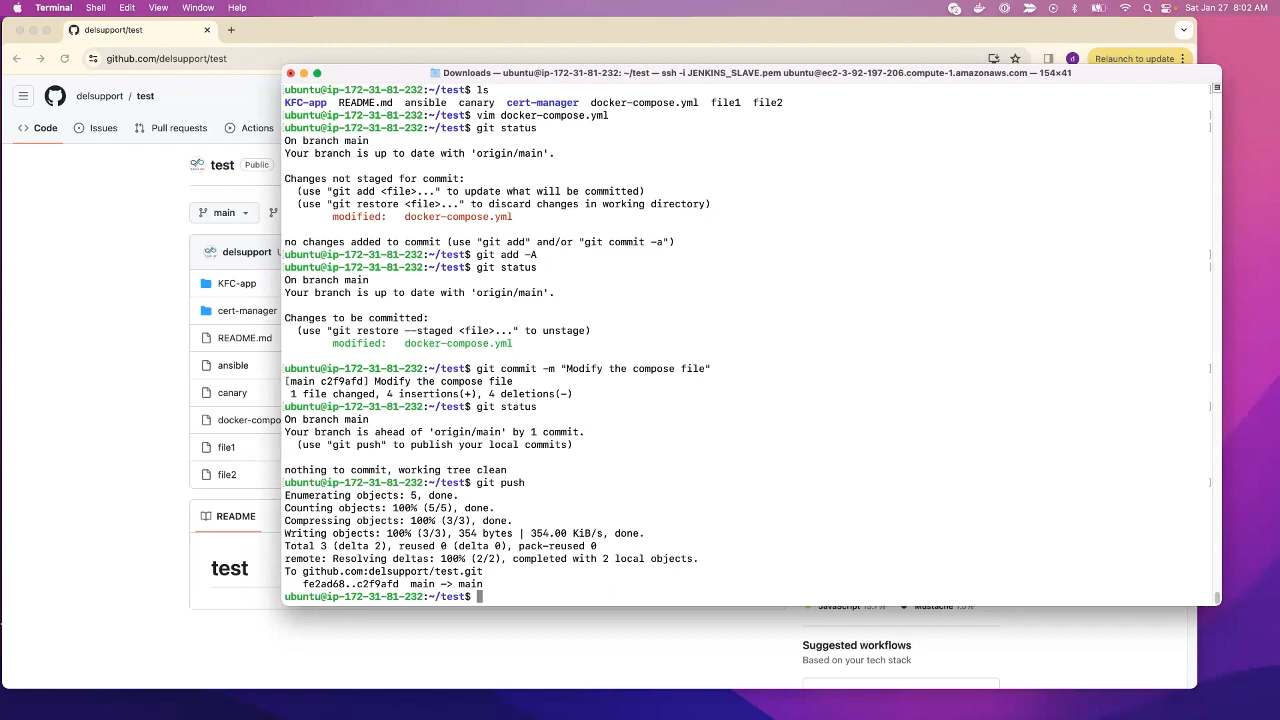 Terminal Shell Edit View Window Help Sat Jan 27 8:02 AM
delsupport/test
github.com/delsupport/test
Relaunch to update
Downloads — ubuntu@ip-172-31-81-232: ~/test — ssh -i JENKINS_SLAVE.pem ubuntu@ec2-3-92-197-206.compute-1.amazonaws.com — 154×41
delsupport / test
Code Issues Pull requests Actions
test Public
main
delsupport
KFC-app
cert-manager
README.md
ansible
canary
docker-compo
file1
file2
README
test
ubuntu@ip-172-31-81-232:~/test$ ls
KFC-app README.md ansible canary cert-manager docker-compose.yml file1 file2
ubuntu@ip-172-31-81-232:~/test$ vim docker-compose.yml
ubuntu@ip-172-31-81-232:~/test$ git status
On branch main
Your branch is up to date with 'origin/main'.
Changes not staged for commit:
(use "git add <file>..." to update what will be committed)
(use "git restore <file>..." to discard changes in working directory)
modified: docker-compose.yml
no changes added to commit (use "git add" and/or "git commit -a")
ubuntu@ip-172-31-81-232:~/test$ git add -A
ubuntu@ip-172-31-81-232:~/test$ git status
On branch main
Your branch is up to date with 'origin/main'.
Changes to be committed:
(use "git restore --staged <file>..." to unstage)
modified: docker-compose.yml
ubuntu@ip-172-31-81-232:~/test$ git commit -m "Modify the compose file"
[main c2f9afd] Modify the compose file
1 file changed, 4 insertions(+), 4 deletions(-)
ubuntu@ip-172-31-81-232:~/test$ git status
On branch main
Your branch is ahead of 'origin/main' by 1 commit.
(use "git push" to publish your local commits)
nothing to commit, working tree clean
ubuntu@ip-172-31-81-232:~/test$ git push
Enumerating objects: 5, done.
Counting objects: 100% (5/5), done.
Compressing objects: 100% (3/3), done.
Writing objects: 100% (3/3), 354 bytes | 354.00 KiB/s, done.
Total 3 (delta 2), reused 0 (delta 0), pack-reused 0
remote: Resolving deltas: 100% (2/2), completed with 2 local objects.
To github.com:delsupport/test.git
fe2ad68..c2f9afd main -> main
ubuntu@ip-172-31-81-232:~/test$
JavaScript Mustache
Suggested workflows
Based on your tech stack